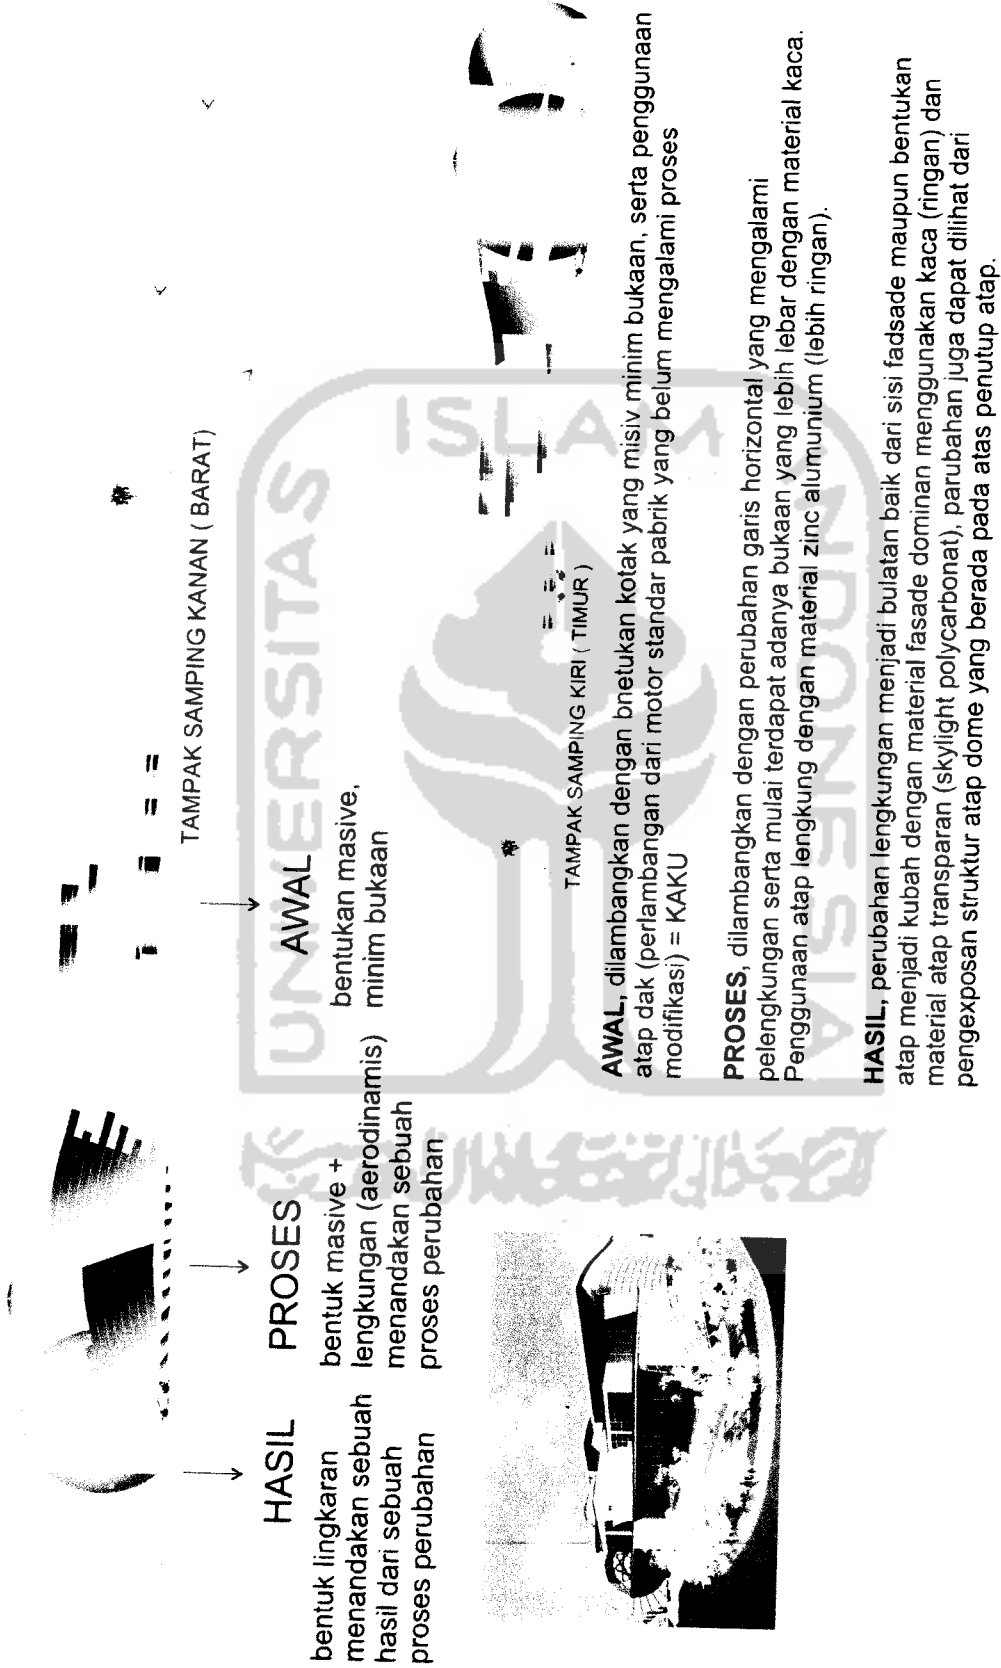 TAMPAK SAMPING KANAN ( BARAT)
HASIL
bentuk lingkaran
menandakan sebuah
hasil dari sebuah
proses perubahan
PROSES
bentuk masive +
lengkungan (aerodinamis)
menandakan sebuah
proses perubahan
AWAL
bentukan masive,
minim bukaan
TAMPAK SAMPING KIRI ( TIMUR )
AWAL, dilambangkan dengan bnetukan kotak yang misiv minim bukaan, serta penggunaan
atap dak (perlambangan dari motor standar pabrik yang belum mengalami proses
modifikasi) = KAKU
PROSES, dilambangkan dengan perubahan garis horizontal yang mengalami
pelengkungan serta mulai terdapat adanya bukaan yang lebih lebar dengan material kaca.
Penggunaan atap lengkung dengan material zinc alumunium (lebih ringan).
HASIL, perubahan lengkungan menjadi bulatan baik dari sisi fadsade maupun bentukan
atap menjadi kubah dengan material fasade dominan menggunakan kaca (ringan) dan
material atap transparan (skylight polycarbonat), parubahan juga dapat dilihat dari
pengexposan struktur atap dome yang berada pada atas penutup atap.
UNIVERSITAS
ISLAM
INDONESIA